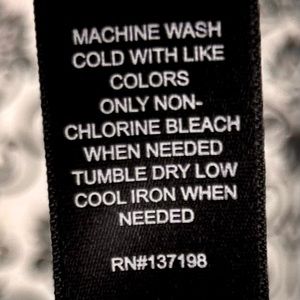 MACHINE WASH
COLD WITH LIKE
COLORS
ONLY NON-
CHLORINE BLEACH
WHEN NEEDED
TUMBLE DRY LOW
COOL IRON WHEN
NEEDED
RN#137198